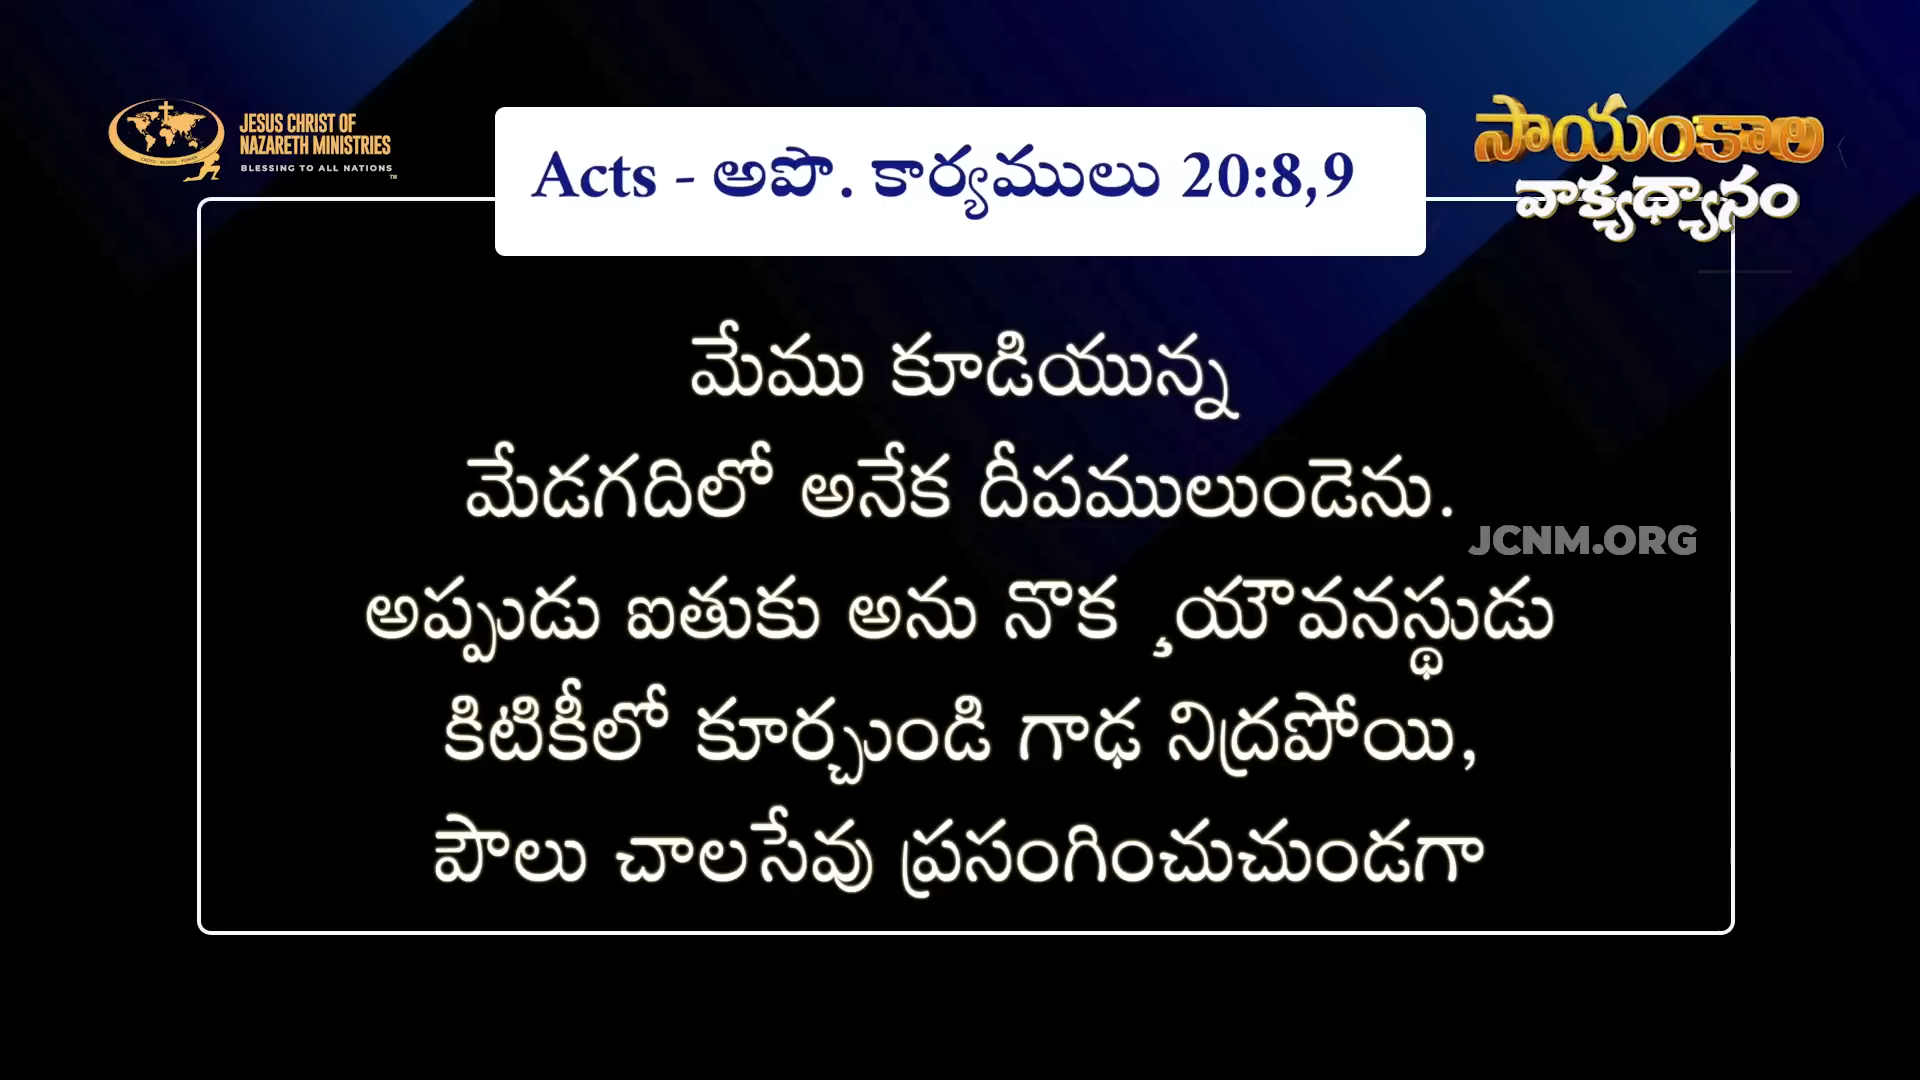 JESUS CHRIST OF
NAZARETH MINISTRIES
BLESSING TO ALL NATIONS
TM
Acts - అపొ. కార్యములు 20:8,9
సాయంకాల
వాక్యధ్యానం
మేము కూడియున్న
మేడగదిలో అనేక దీపములుండెను.
JCNM.ORG
అప్పుడు ఐతుకు అను నొక ,యౌవనస్థుడు
కిటికీలో కూర్చుండి గాఢ నిద్రపోయి,
పౌలు చాలసేవు ప్రసంగించుచుండగా